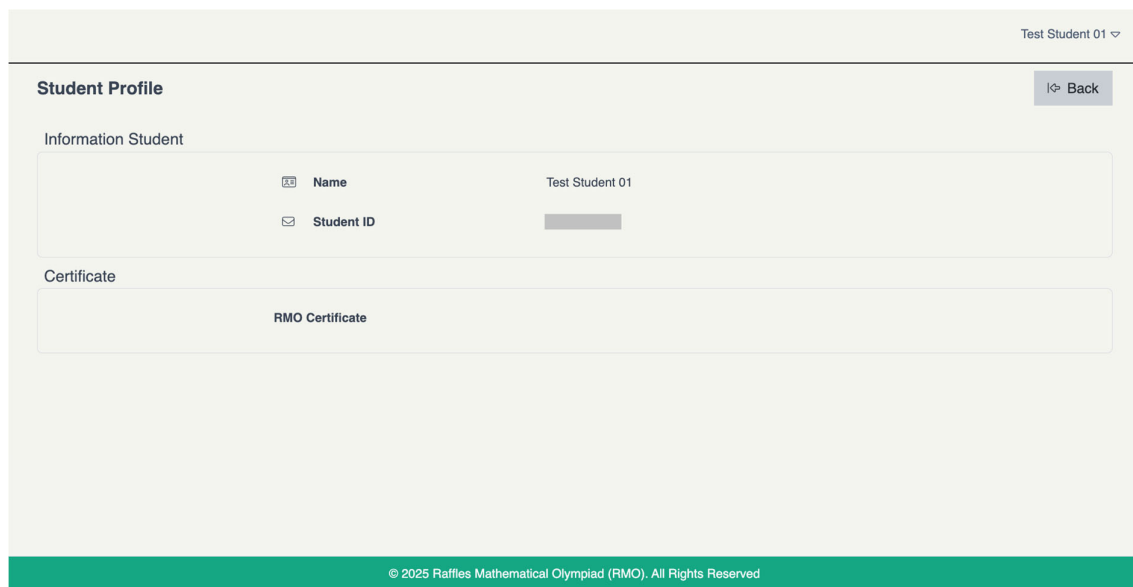 Test Student 01
Student Profile
Back
Information Student
Name Test Student 01
Student ID
Certificate
RMO Certificate
© 2025 Raffles Mathematical Olympiad (RMO). All Rights Reserved